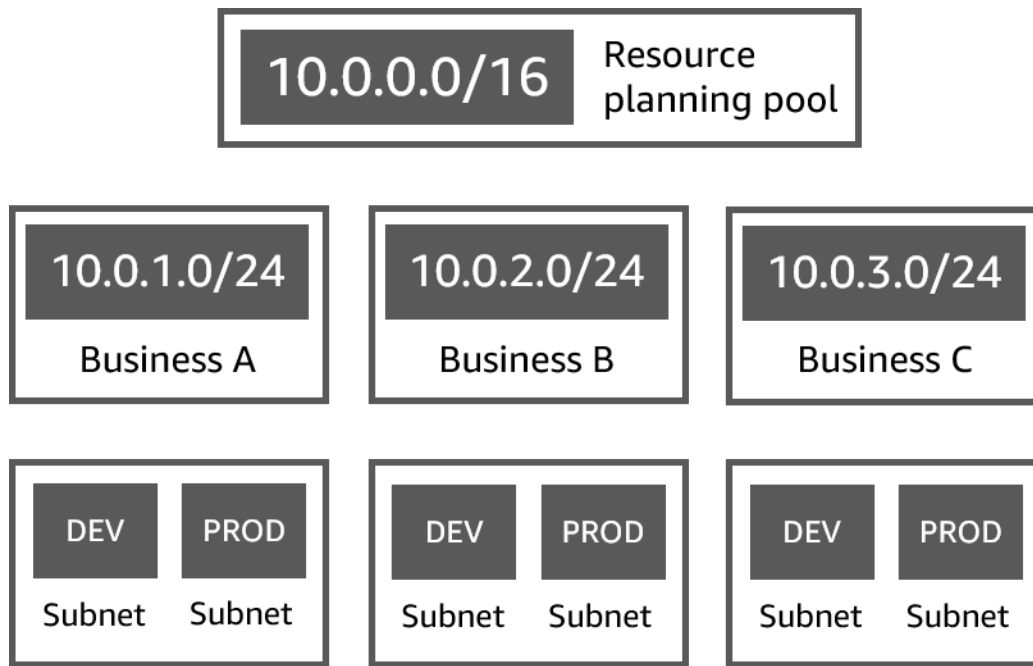 10.0.0.0/16
Resource
planning pool
10.0.1.0/24
10.0.2.0/24
10.0.3.0/24
Business A
Business B
Business C
DEV
PROD
DEV
PROD
DEV
PROD
Subnet
Subnet
Subnet
Subnet
Subnet
Subnet